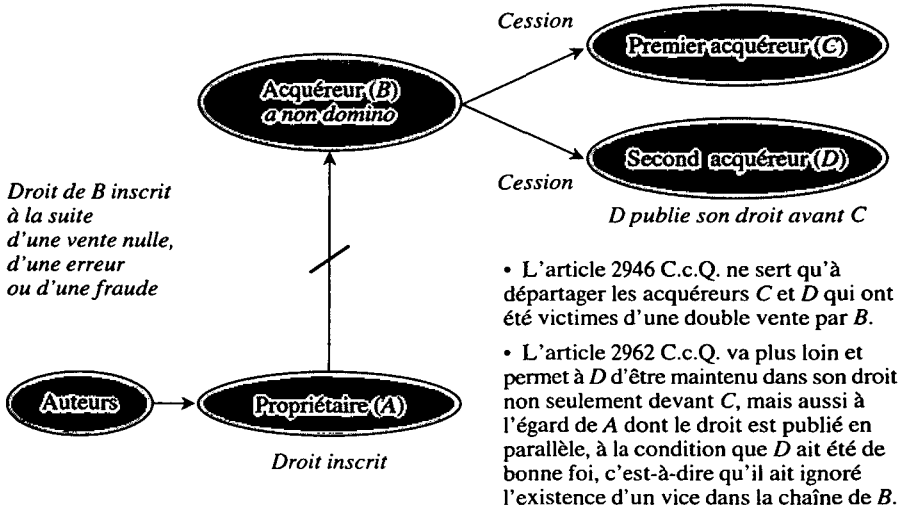 Cession
Premier acquéreur (C)
Acquéreur (B)
a non domino
Second acquéreur (D)
Cession
D publie son droit avant C
Droit de B inscrit
à la suite
d'une vente nulle,
d'une erreur
ou d'une fraude
• L'article 2946 C.c.Q. ne sert qu'à
départager les acquéreurs C et D qui ont
été victimes d'une double vente par B.
• L'article 2962 C.c.Q. va plus loin et
permet à D d'être maintenu dans son droit
non seulement devant C, mais aussi à
l'égard de A dont le droit est publié en
parallèle, à la condition que D ait été de
bonne foi, c'est-à-dire qu'il ait ignoré
l'existence d'un vice dans la chaîne de B.
Auteurs
Propriétaire (A)
Droit inscrit